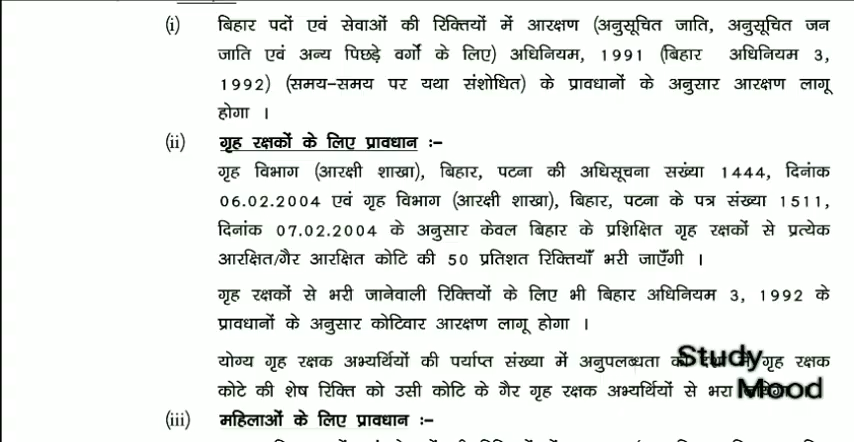 (i) बिहार पदों एवं सेवाओं की रिक्तियों में आरक्षण (अनुसूचित जाति, अनुसूचित जन
जाति एवं अन्य पिछड़े वर्गों के लिए) अधिनियम, 1991 (बिहार अधिनियम 3,
1992) (समय-समय पर यथा संशोधित) के प्रावधानों के अनुसार आरक्षण लागू
होगा ।
(ii) गृह रक्षकों के लिए प्रावधान :-
गृह विभाग (आरक्षी शाखा), बिहार, पटना की अधिसूचना सख्ंया 1444, दिनांक
06.02.2004 एवं गृह विभाग (आरक्षी शाखा), बिहार, पटना के पत्र संख्या 1511,
दिनांक 07.02.2004 के अनुसार केवल बिहार के प्रशिक्षित गृह रक्षकों से प्रत्येक
आरक्षित/गैर आरक्षित कोटि की 50 प्रतिशत रिक्तियाँ भरी जाएँगी ।
गृह रक्षकों से भरी जानेवाली रिक्तियों के लिए भी बिहार अधिनियम 3, 1992 के
प्रावधानों के अनुसार कोटिवार आरक्षण लागू होगा ।
योग्य गृह रक्षक अभ्यर्थियों की पर्याप्त संख्या में अनुपलब्धता की गृह रक्षक
कोटे की शेष रिक्ति को उसी कोटि के गैर गृह रक्षक अभ्यर्थियों से भरा
Study
Mood
(iii) महिलाओं के लिए प्रावधान :-